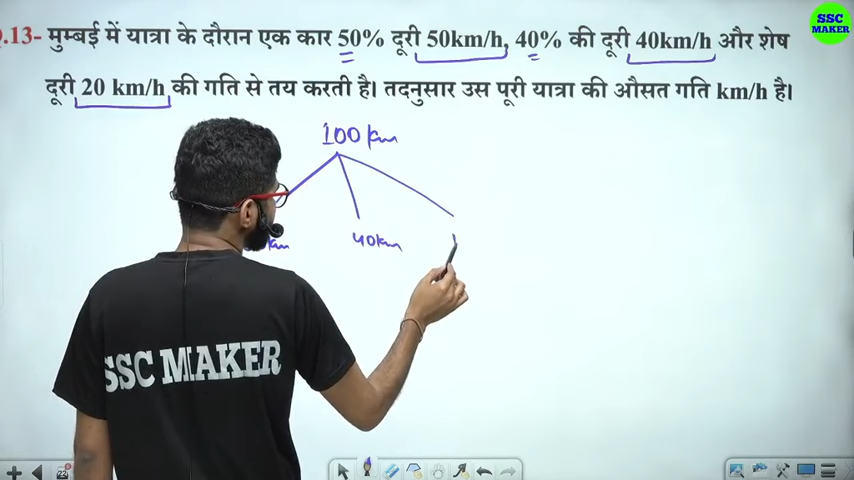 Q.13- मुम्बई में यात्रा के दौरान एक कार 50% दूरी 50km/h, 40% की दूरी 40km/h और शेष
दूरी 20 km/h की गति से तय करती है। तदनुसार उस पूरी यात्रा की औसत गति km/h है।
SSC
MAKER
100 km
km
40km
SSC MAKER